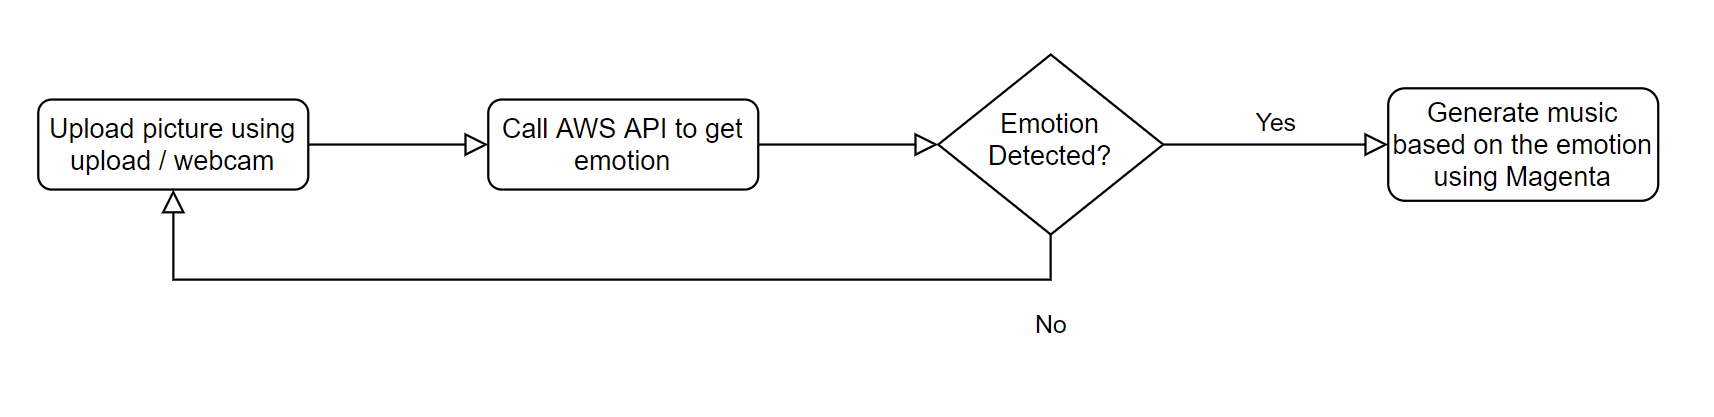 Upload picture using
upload / webcam
Call AWS API to get
emotion
Emotion
Detected?
Yes
Generate music
based on the emotion
using Magenta
No